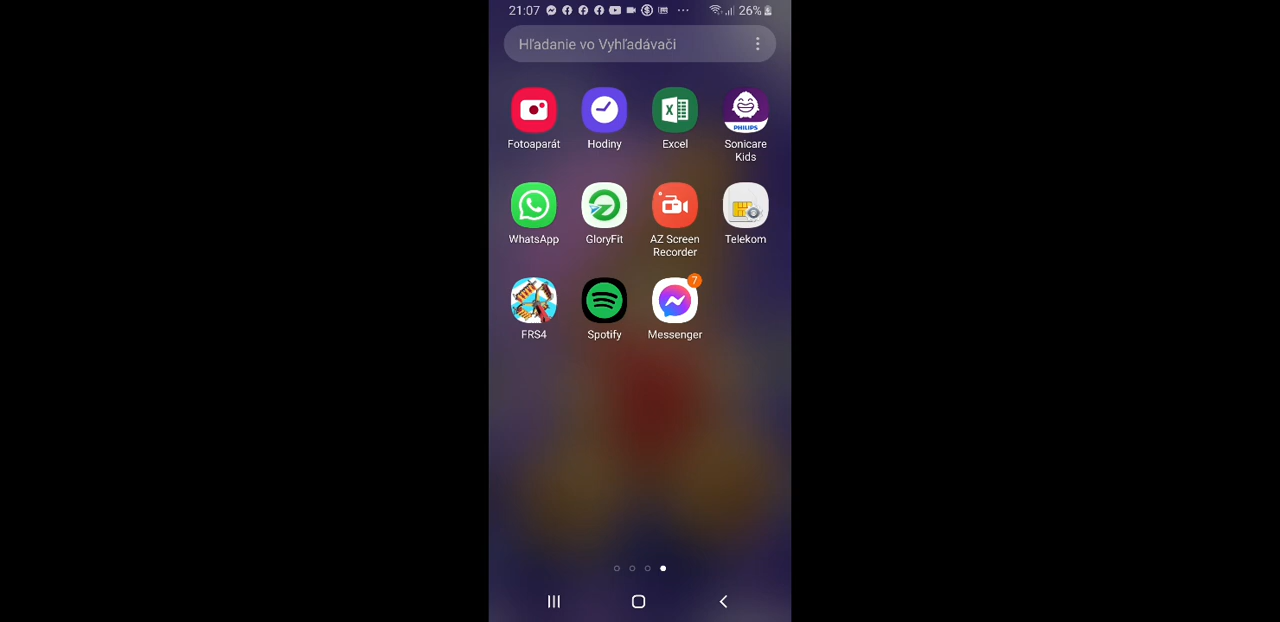 21:07 26%
Hľadanie vo Vyhľadávači
PHILIPS
Fotoaparát Hodiny Excel Sonicare Kids
WhatsApp GloryFit AZ Screen Recorder Telekom
7
FRS4 Spotify Messenger